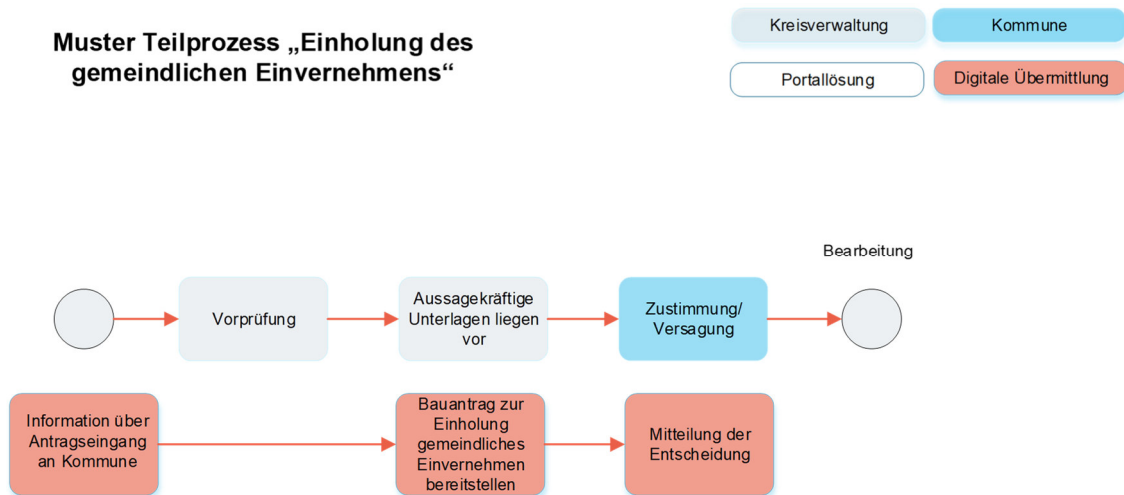 Muster Teilprozess „Einholung des
gemeindlichen Einvernehmens“
Kreisverwaltung
Kommune
Portallösung
Digitale Übermittlung
Bearbeitung
Vorprüfung
Aussagekräftige
Unterlagen liegen
vor
Zustimmung/
Versagung
Information über
Antragseingang
an Kommune
Bauantrag zur
Einholung
gemeindliches
Einvernehmen
bereitstellen
Mitteilung der
Entscheidung